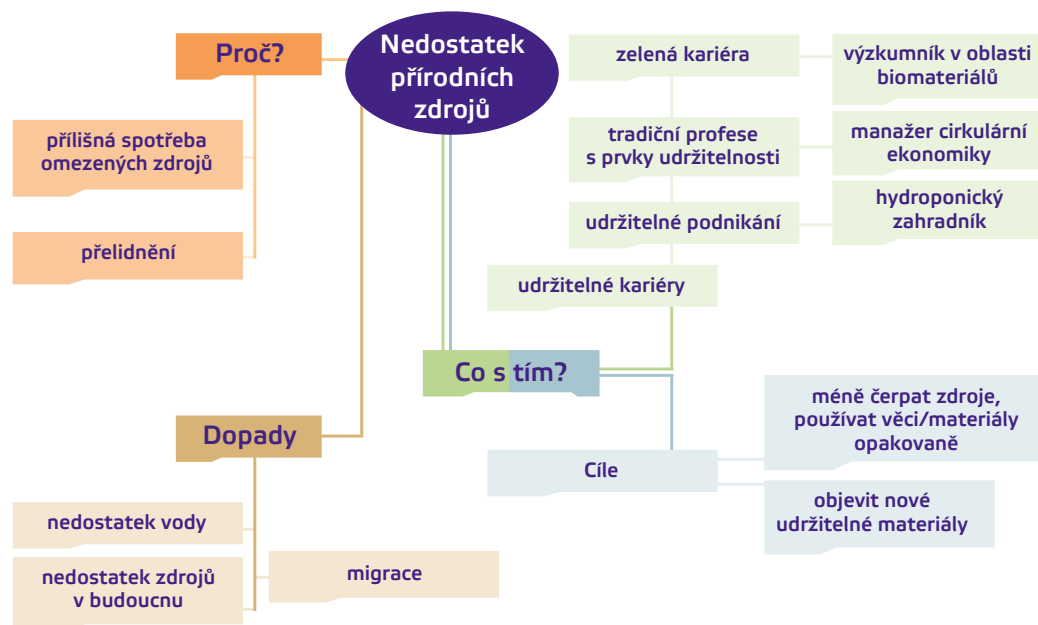 Nedostatek
přírodních
zdrojů
Proč?
přílišná spotřeba
omezených zdrojů
přelidnění
Dopady
nedostatek vody
nedostatek zdrojů
v budoucnu
migrace
Co s tím?
zelená kariéra
výzkumník v oblasti
biomateriálů
tradiční profese
s prvky udržitelnosti
manažer cirkulární
ekonomiky
udržitelné podnikání
hydroponický
zahradník
udržitelné kariéry
Cíle
méně čerpat zdroje,
používat věci/materiály
opakovaně
objevit nové
udržitelné materiály